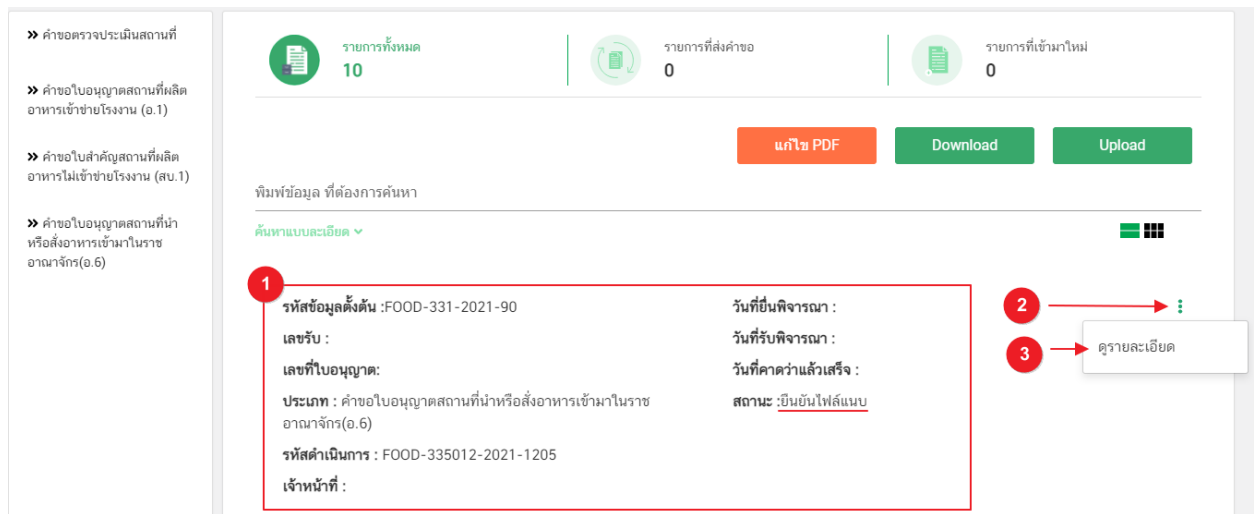 » คำขอตรวจประเมินสถานที่
» คำขอใบอนุญาตสถานที่ผลิต
อาหารเข้าข่ายโรงงาน (อ.1)
» คำขอใบสำคัญสถานที่ผลิต
อาหารไม่เข้าข่ายโรงงาน (สบ.1)
» คำขอใบอนุญาตสถานที่นำ
หรือสั่งอาหารเข้ามาในราช
อาณาจักร(อ.6)
รายการทั้งหมด
10
รายการที่ส่งคำขอ
0
รายการที่เข้ามาใหม่
0
แก้ไข PDF
Download
Upload
พิมพ์ข้อมูล ที่ต้องการค้นหา
ค้นหาแบบละเอียด
1
รหัสข้อมูลตั้งต้น :FOOD-331-2021-90
เลขรับ :
เลขที่ใบอนุญาต:
ประเภท : คำขอใบอนุญาตสถานที่นำหรือสั่งอาหารเข้ามาในราช
อาณาจักร(อ.6)
รหัสดำเนินการ : FOOD-335012-2021-1205
เจ้าหน้าที่ :
วันที่ยื่นพิจารณา :
วันที่รับพิจารณา :
วันที่คาดว่าแล้วเสร็จ :
สถานะ :ยืนยันไฟล์แนบ
2
3
ดูรายละเอียด